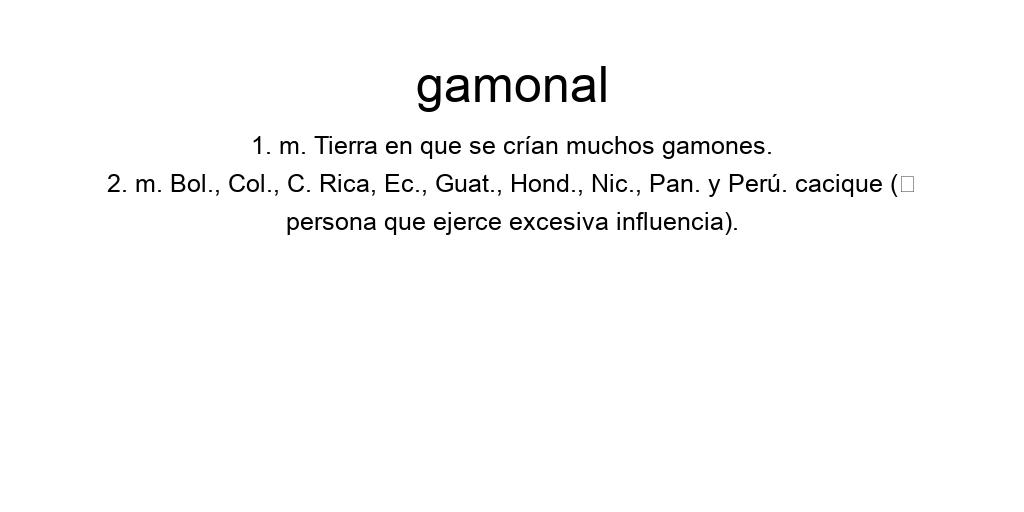 gamonal
1. m. Tierra en que se crían muchos gamones.
2. m. Bol., Col., C. Rica, Ec., Guat., Hond., Nic., Pan. y Perú. cacique (□
persona que ejerce excesiva influencia).